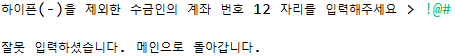 하이픈(-)을 제외한 수금인의 계좌 번호 12 자리를 입력해주세요 > !@#
잘못 입력하셨습니다. 메인으로 돌아갑니다.